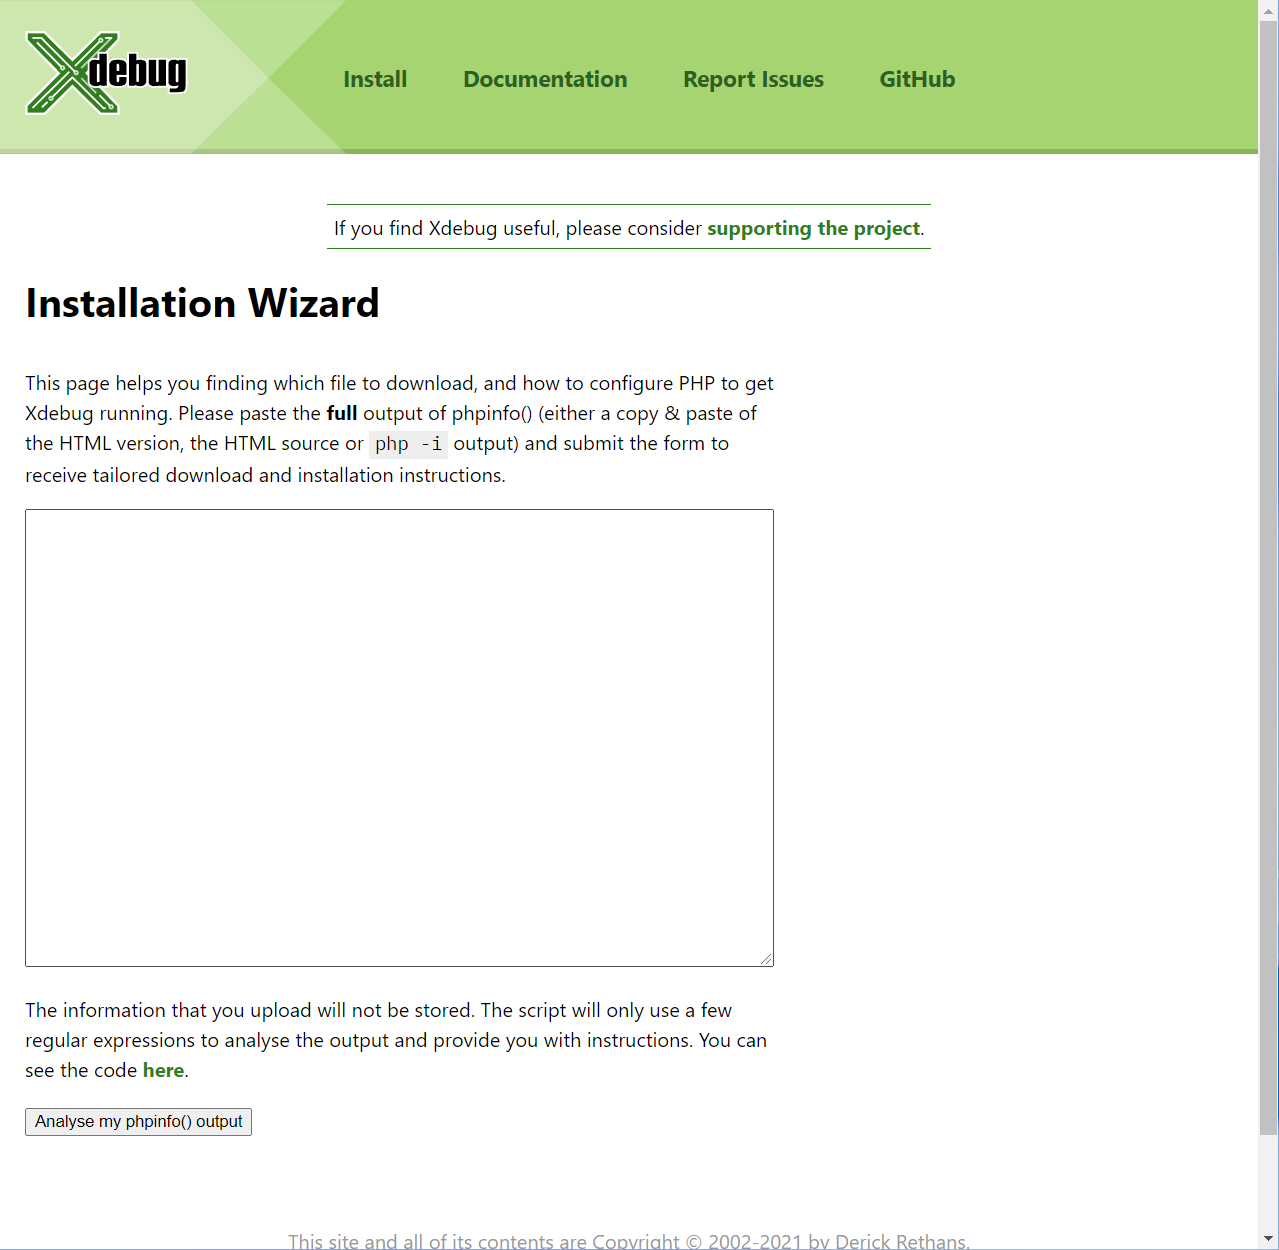 Xdebug
Install
Documentation
Report Issues
GitHub
If you find Xdebug useful, please consider supporting the project.
Installation Wizard
This page helps you finding which file to download, and how to configure PHP to get
Xdebug running. Please paste the full output of phpinfo() (either a copy & paste of
the HTML version, the HTML source or php -i output) and submit the form to
receive tailored download and installation instructions.
The information that you upload will not be stored. The script will only use a few
regular expressions to analyse the output and provide you with instructions. You can
see the code here.
Analyse my phpinfo() output
This site and all of its contents are Copyright © 2002-2021 by Derick Rethans.